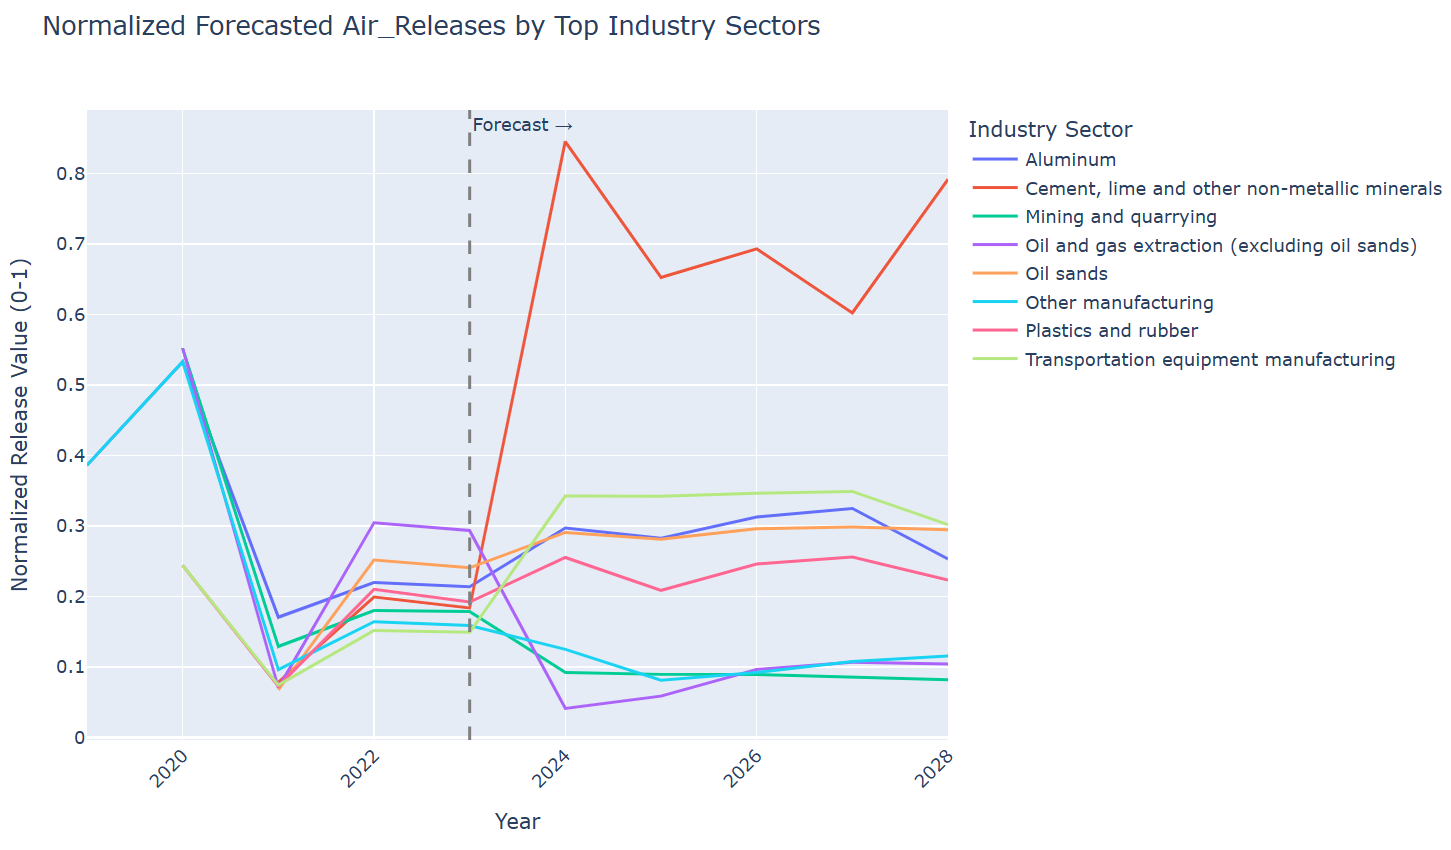 Normalized Forecasted Air_Releases by Top Industry Sectors
Forecast →
Industry Sector
Aluminum
Cement, lime and other non-metallic minerals
Mining and quarrying
Oil and gas extraction (excluding oil sands)
Oil sands
Other manufacturing
Plastics and rubber
Transportation equipment manufacturing
Normalized Release Value (0-1)
0.8
0.7
0.6
0.5
0.4
0.3
0.2
0.1
0
2020
2022
2024
2026
2028
Year